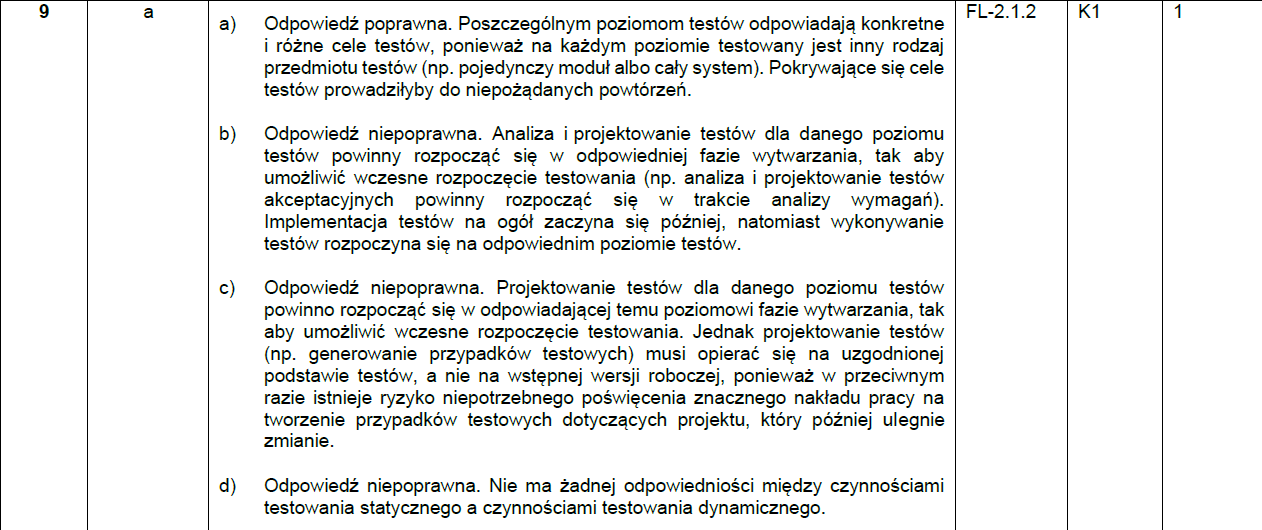 9 a a) Odpowiedź poprawna. Poszczególnym poziomom testów odpowiadają konkretne FL-2.1.2 K1 1
i różne cele testów, ponieważ na każdym poziomie testowany jest inny rodzaj
przedmiotu testów (np. pojedynczy moduł albo cały system). Pokrywające się cele
testów prowadziłyby do niepożądanych powtórzeń.
b) Odpowiedź niepoprawna. Analiza i projektowanie testów dla danego poziomu
testów powinny rozpocząć się w odpowiedniej fazie wytwarzania, tak aby
umożliwić wczesne rozpoczęcie testowania (np. analiza i projektowanie testów
akceptacyjnych powinny rozpocząć się w trakcie analizy wymagań).
Implementacja testów na ogół zaczyna się później, natomiast wykonywanie
testów rozpoczyna się na odpowiednim poziomie testów.
c) Odpowiedź niepoprawna. Projektowanie testów dla danego poziomu testów
powinno rozpocząć się w odpowiadającej temu poziomowi fazie wytwarzania, tak
aby umożliwić wczesne rozpoczęcie testowania. Jednak projektowanie testów
(np. generowanie przypadków testowych) musi opierać się na uzgodnionej
podstawie testów, a nie na wstępnej wersji roboczej, ponieważ w przeciwnym
razie istnieje ryzyko niepotrzebnego poświęcenia znacznego nakładu pracy na
tworzenie przypadków testowych dotyczących projektu, który później ulegnie
zmianie.
d) Odpowiedź niepoprawna. Nie ma żadnej odpowiedniości między czynnościami
testowania statycznego a czynnościami testowania dynamicznego.